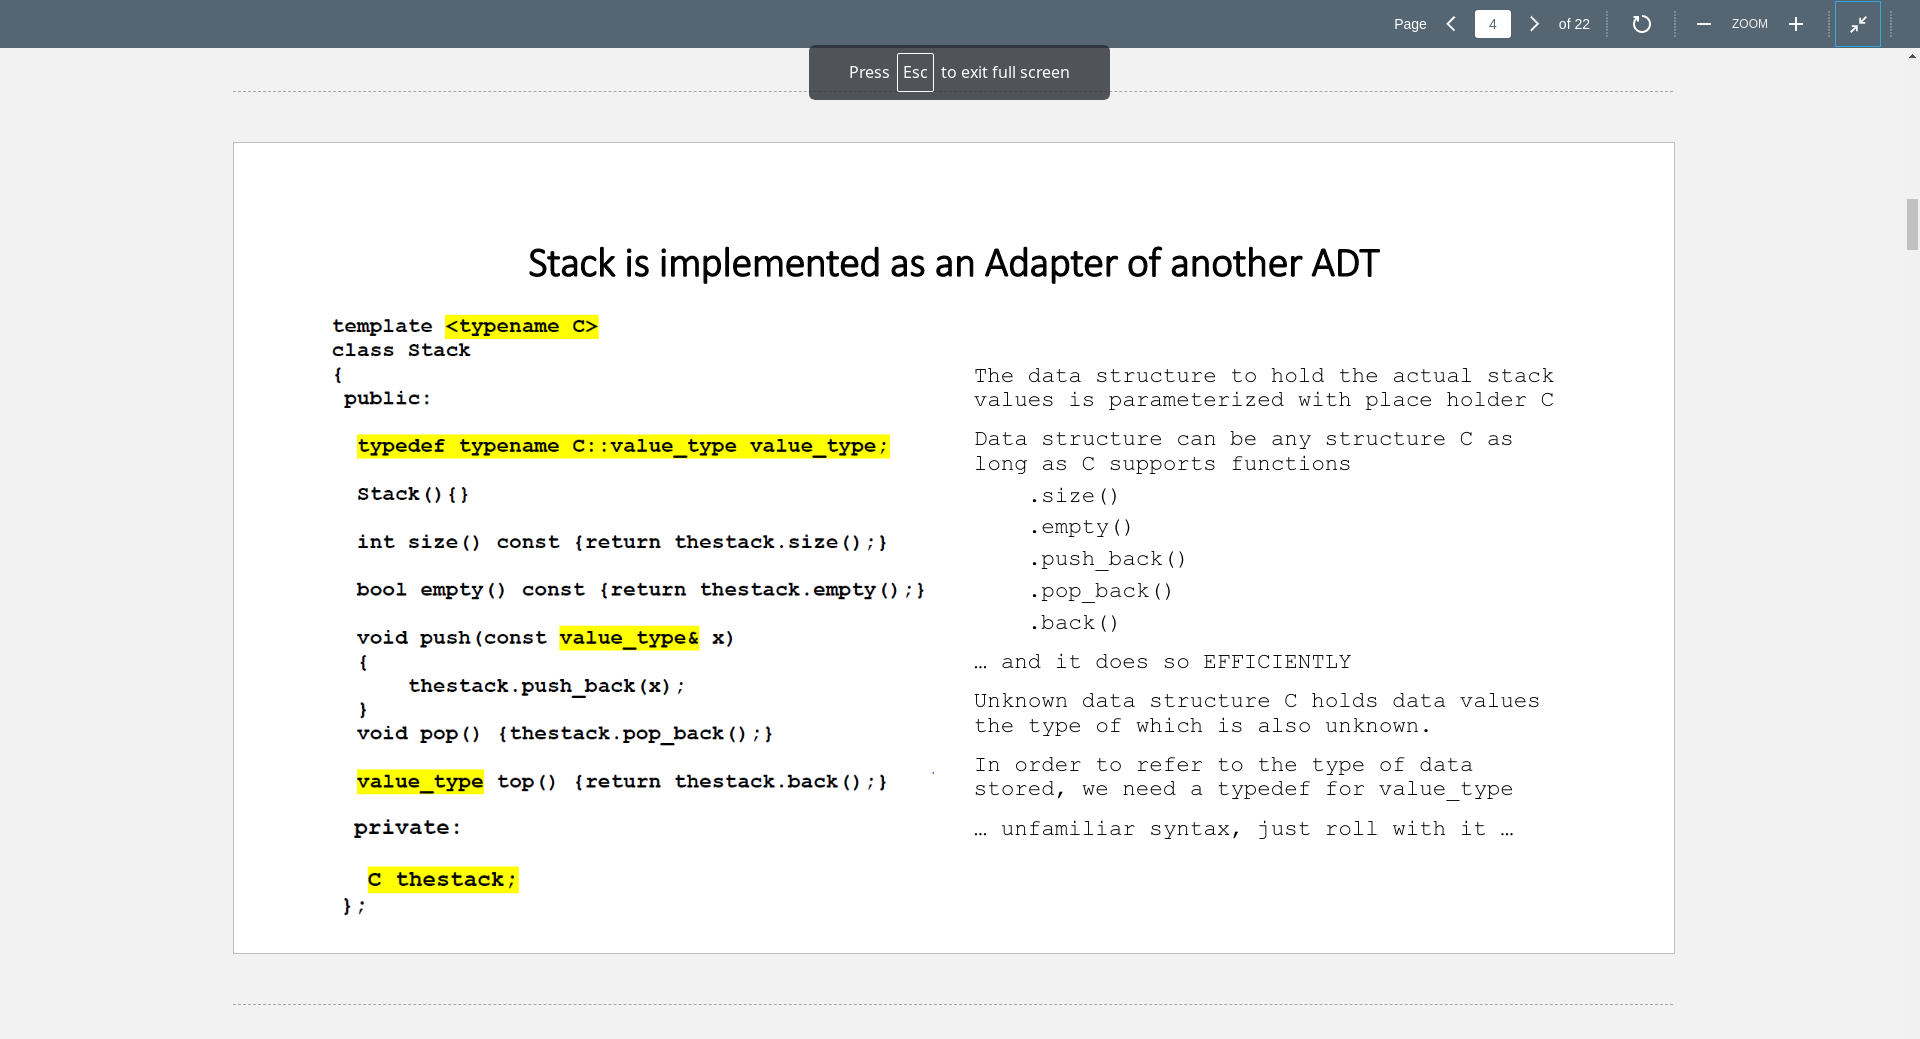 Page 4 of 22 ZOOM
Press Esc to exit full screen
Stack is implemented as an Adapter of another ADT
template <typename C>
class Stack
{
public:
typedef typename C::value_type value_type;
Stack(){}
int size() const {return thestack.size();}
bool empty() const {return thestack.empty();}
void push(const value_type& x)
{
thestack.push_back(x);
}
void pop() {thestack.pop_back();}
value_type top() {return thestack.back();}
private:
C thestack;
};
The data structure to hold the actual stack
values is parameterized with place holder C
Data structure can be any structure C as
long as C supports functions
.size()
.empty()
.push_back()
.pop_back()
.back()
… and it does so EFFICIENTLY
Unknown data structure C holds data values
the type of which is also unknown.
In order to refer to the type of data
stored, we need a typedef for value_type
… unfamiliar syntax, just roll with it …